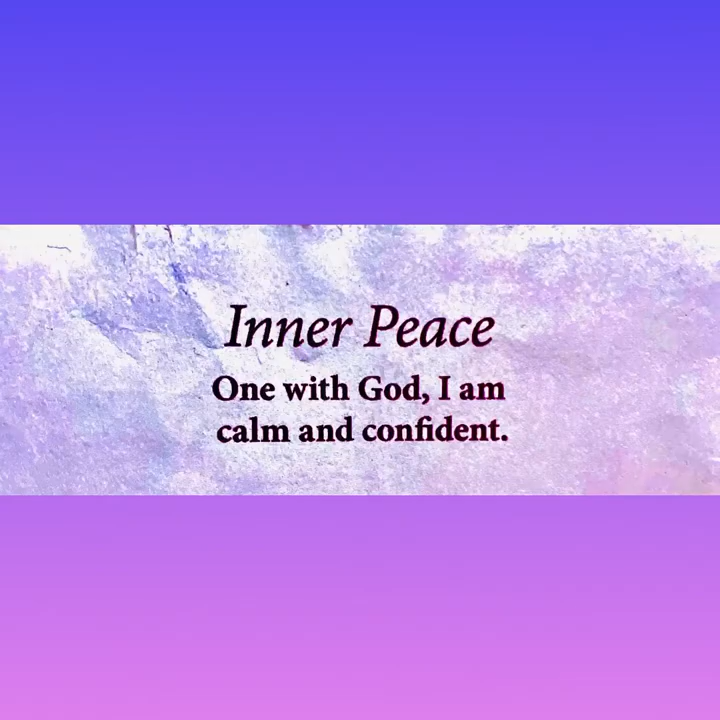 Inner Peace
One with God, I am
calm and confident.